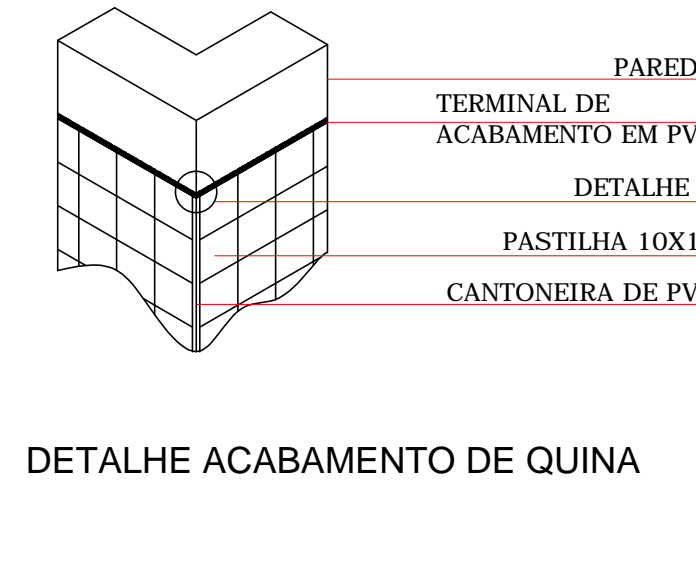 PARED
TERMINAL DE
ACABAMENTO EM PV
DETALHE
PASTILHA 10X1
CANTONEIRA DE PV
DETALHE ACABAMENTO DE QUINA